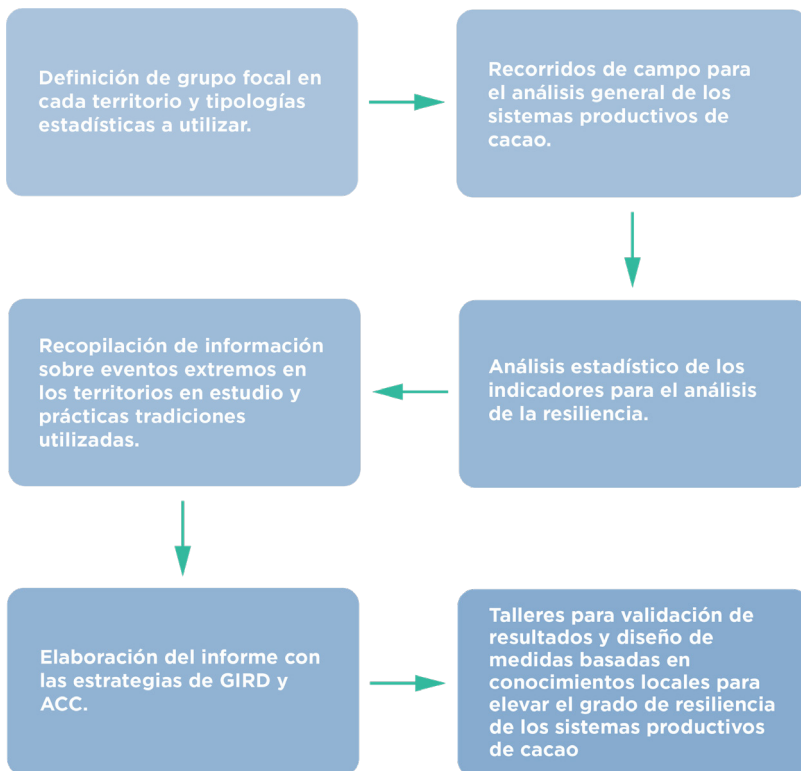 Definición de grupo focal en
cada territorio y tipologías
estadísticas a utilizar.
Recorridos de campo para
el análisis general de los
sistemas productivos de
cacao.
Análisis estadístico de los
indicadores para el análisis
de la resiliencia.
Recopilación de información
sobre eventos extremos en
los territorios en estudio y
prácticas tradiciones
utilizadas.
Elaboración del informe con
las estrategias de GIRD y
ACC.
Talleres para validación de
resultados y diseño de
medidas basadas en
conocimientos locales para
elevar el grado de resiliencia
de los sistemas productivos
de cacao